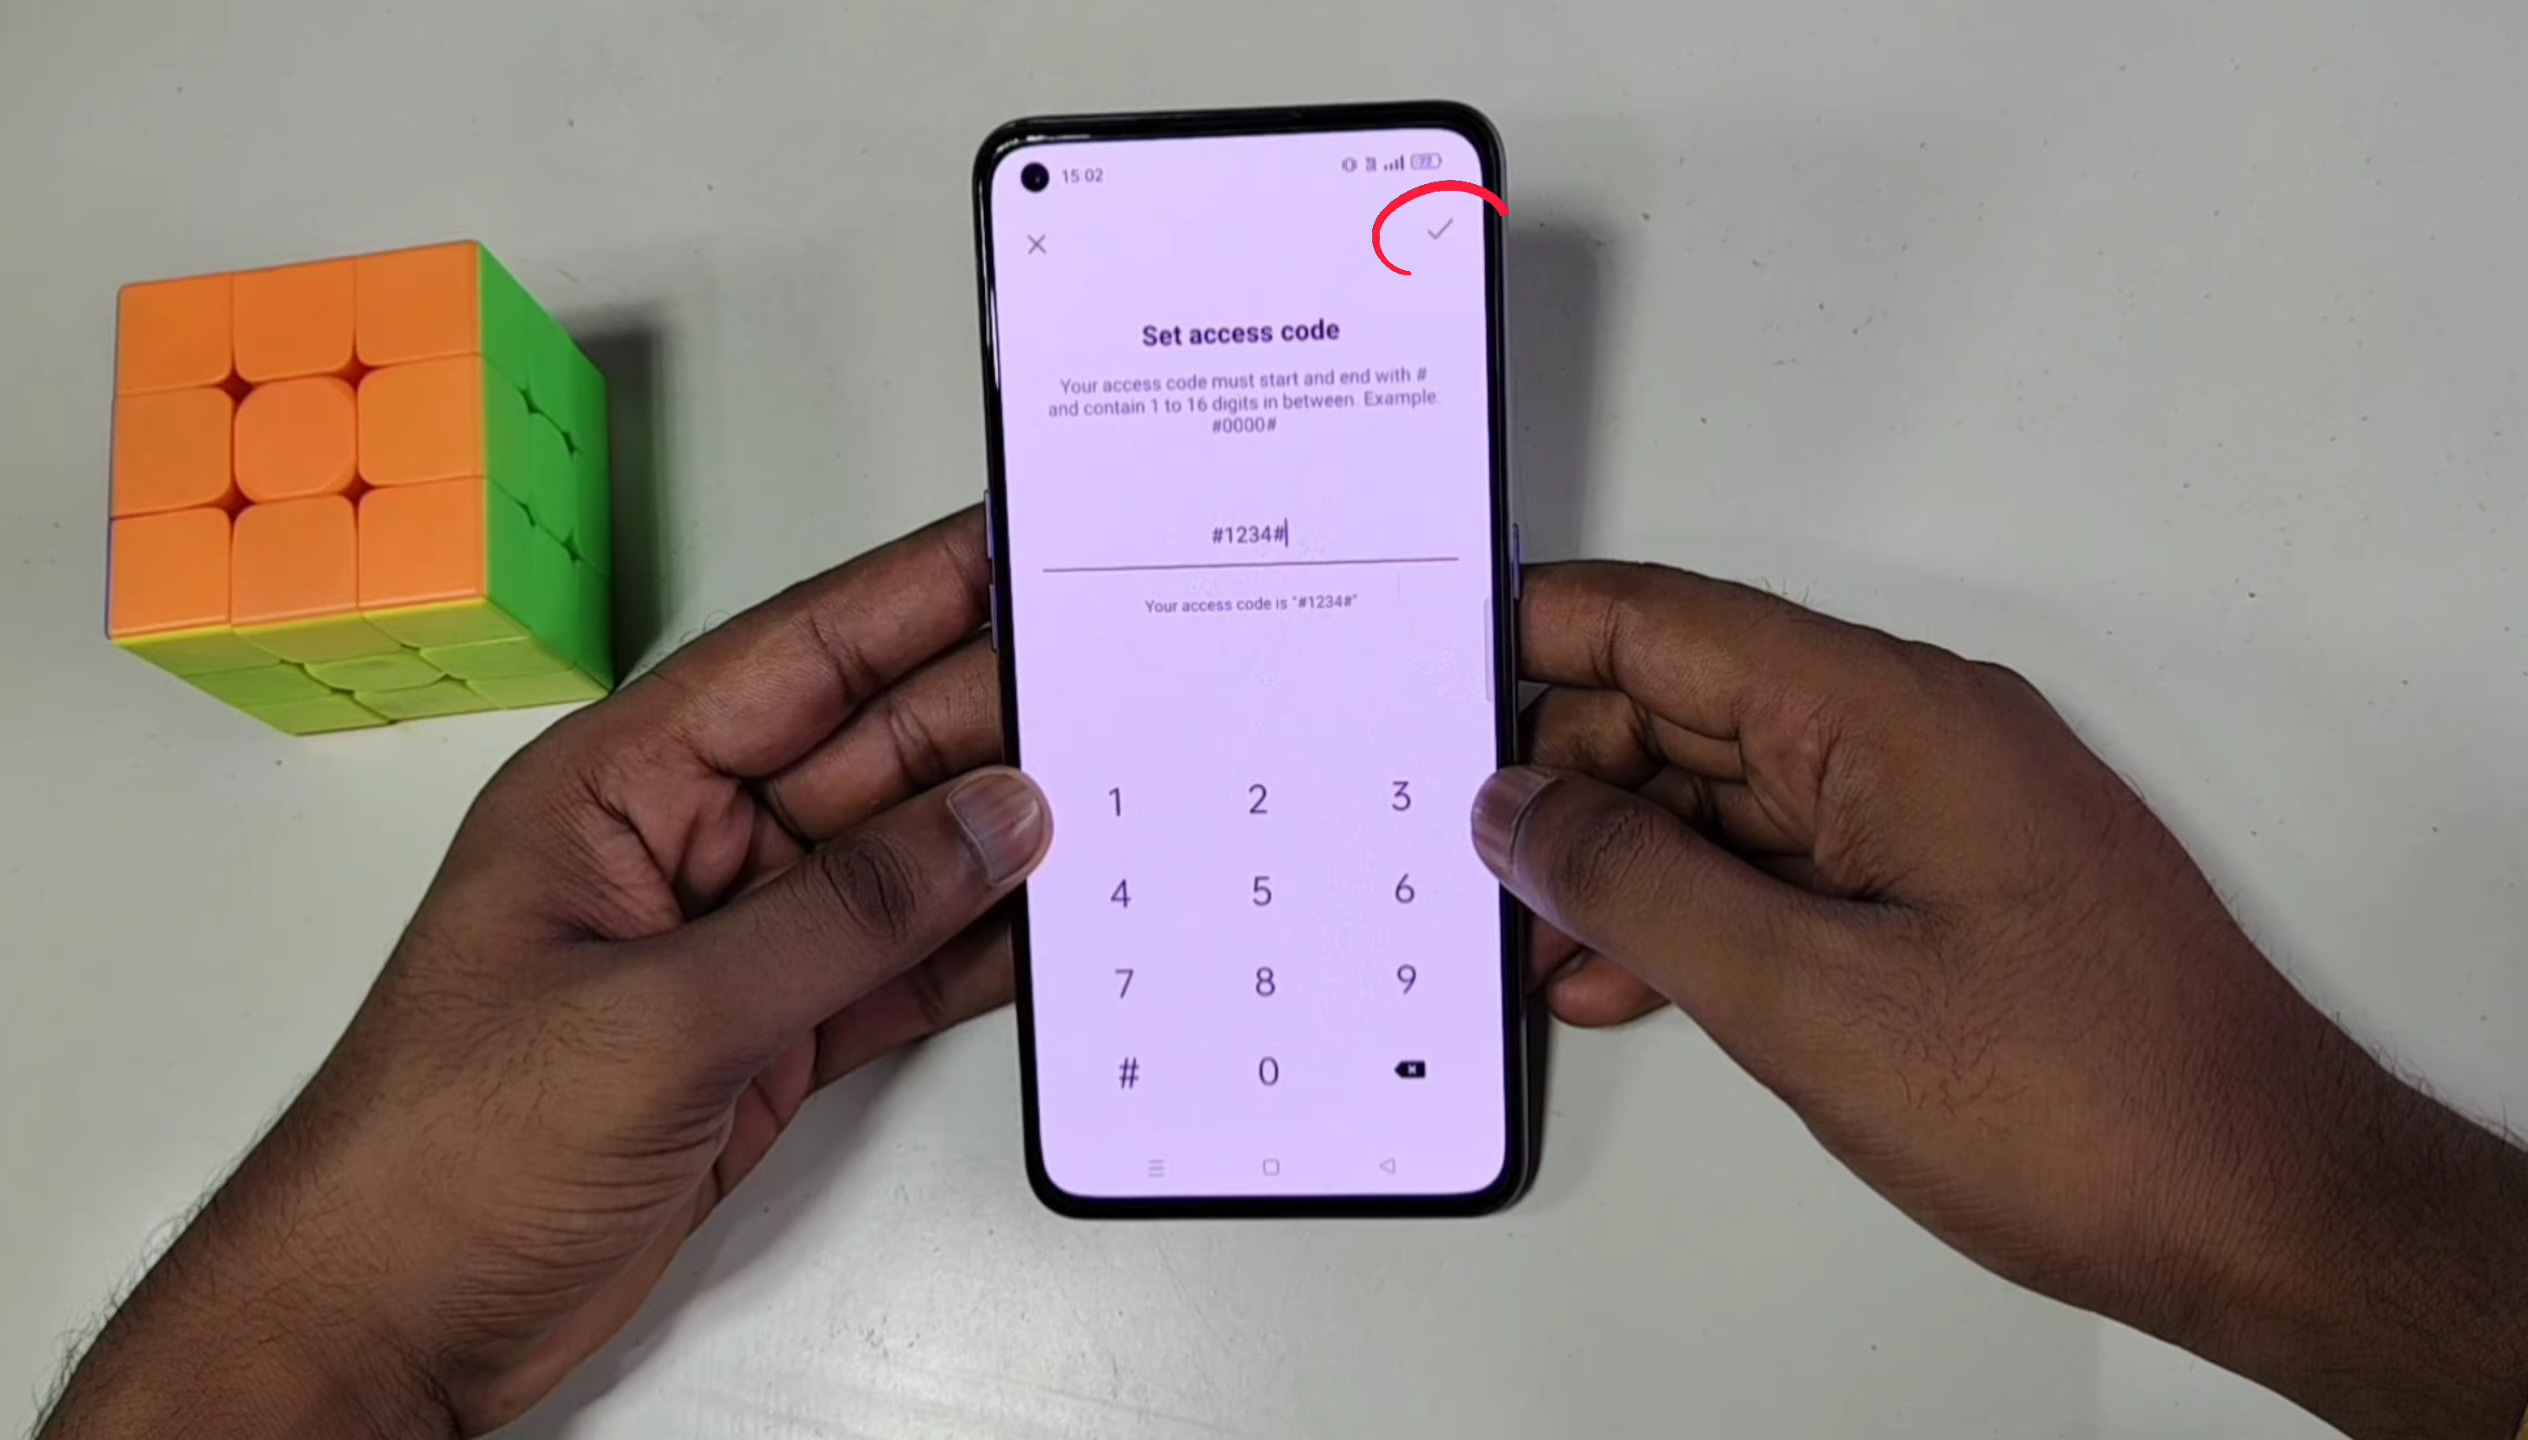 15:02
77
Set access code
Your access code must start and end with #
and contain 1 to 16 digits in between. Example:
#0000#
#1234#
Your access code is "#1234#"
1 2 3
4 5 6
7 8 9
# 0